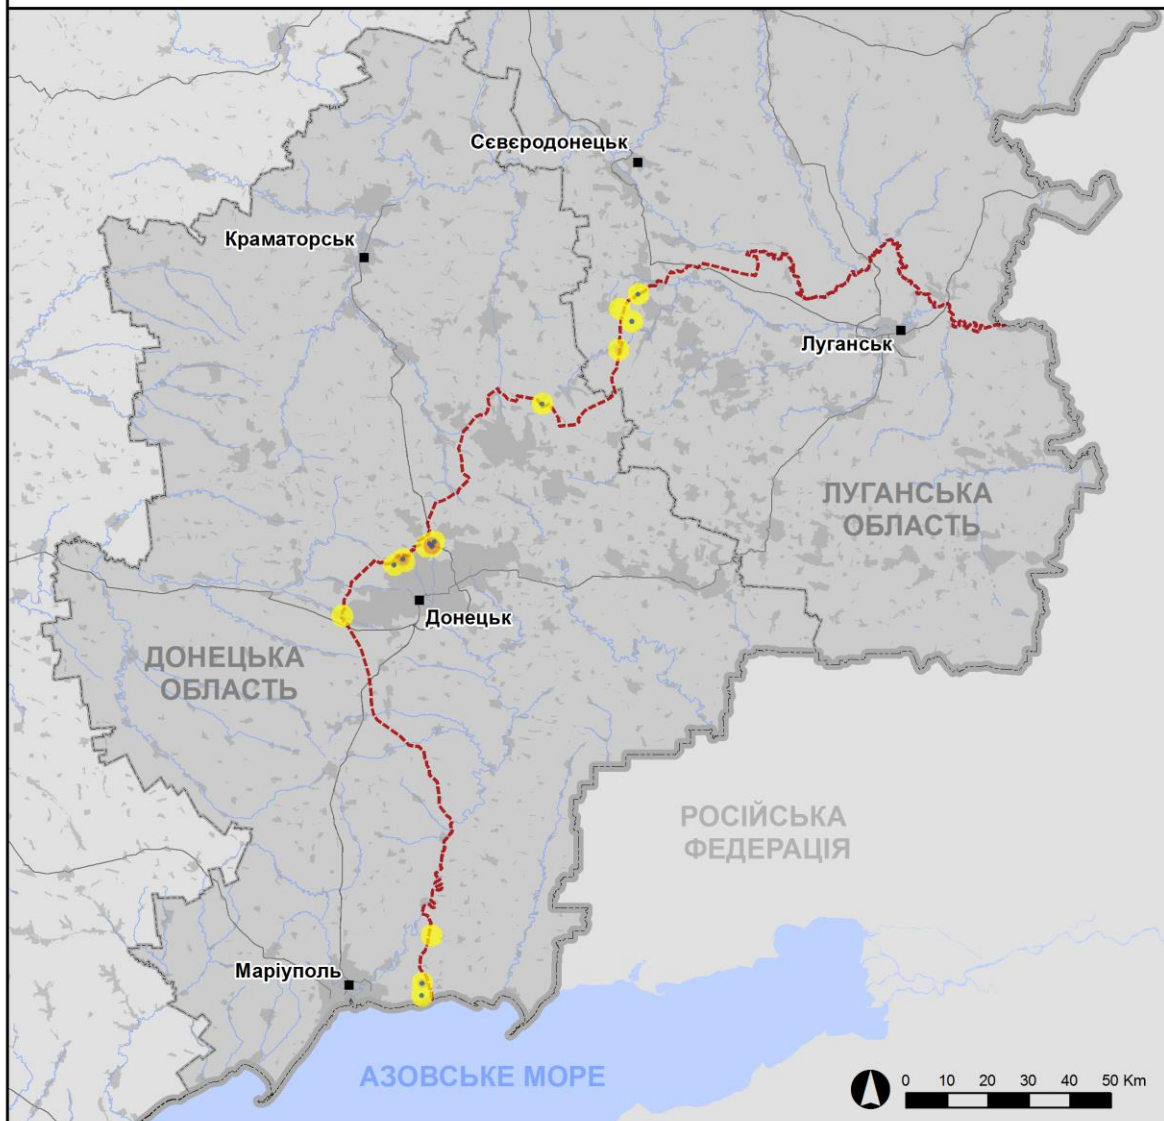 Сєвєродонецьк
Краматорськ
Луганськ
ЛУГАНСЬКА
ОБЛАСТЬ
Донецьк
ДОНЕЦЬКА
ОБЛАСТЬ
РОСІЙСЬКА
ФЕДЕРАЦІЯ
Маріуполь
АЗОВСЬКЕ МОРЕ
0 10 20 30 40 50 Km